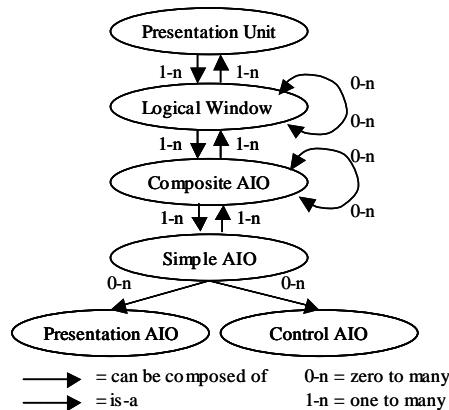 Presentation Unit
1-n 1-n
0-n
Logical Window
0-n
1-n 1-n
0-n
Composite AIO
0-n
1-n 1-n
Simple AIO
0-n 0-n
Presentation AIO Control AIO
= can be composed of 0-n = zero to many
= is-a 1-n = one to many